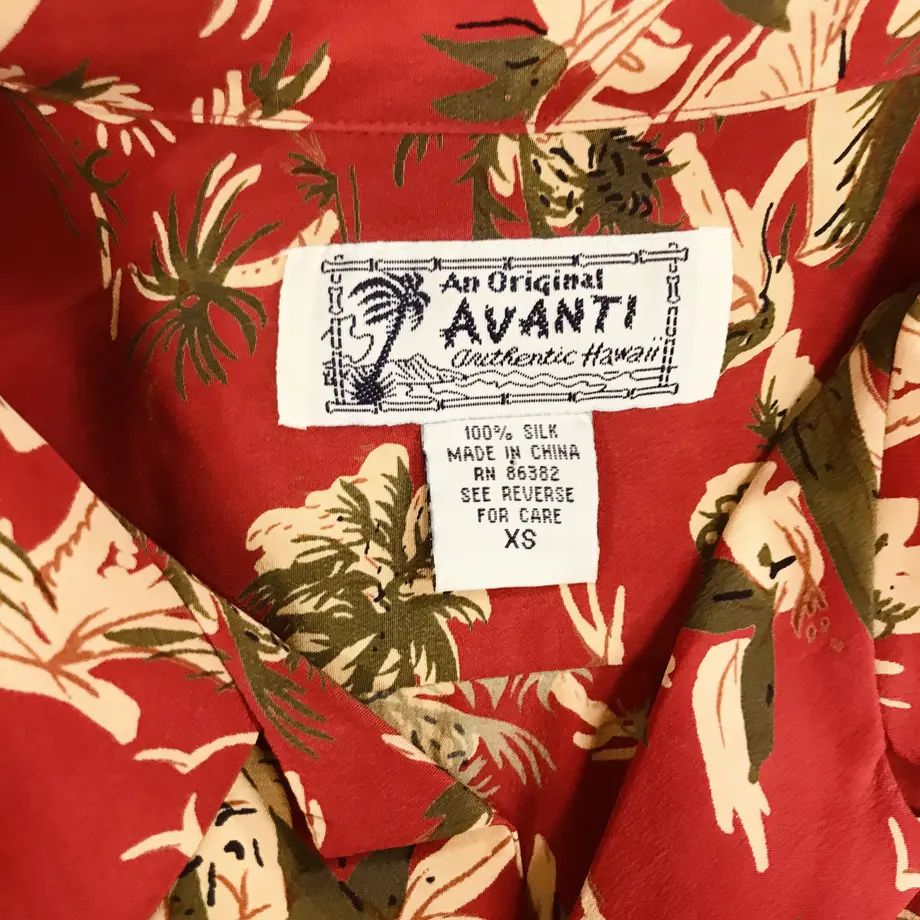 An Original
AVANTI
Authentic Hawaii
100% SILK
MADE IN CHINA
RN 86382
SEE REVERSE
FOR CARE
XS